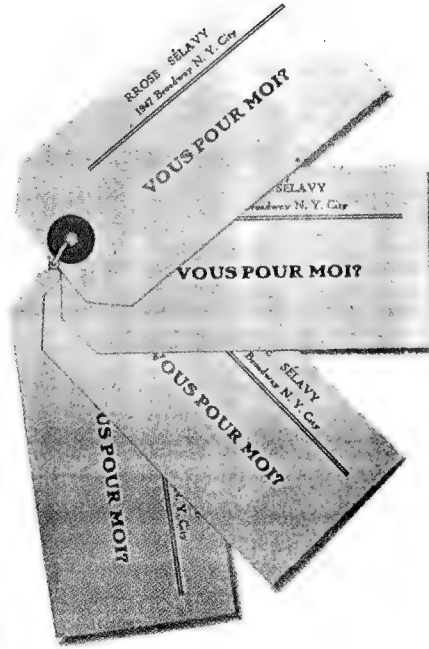 RROSE SÉLAVY
1947 Broadway N. Y. City
VOUS POUR MOI?
SÉLAVY
Broadway N. Y. City
VOUS POUR MOI?
SÉLAVY
Broadway N. Y. City
VOUS POUR MOI?
N. Y. City
US POUR MOI?